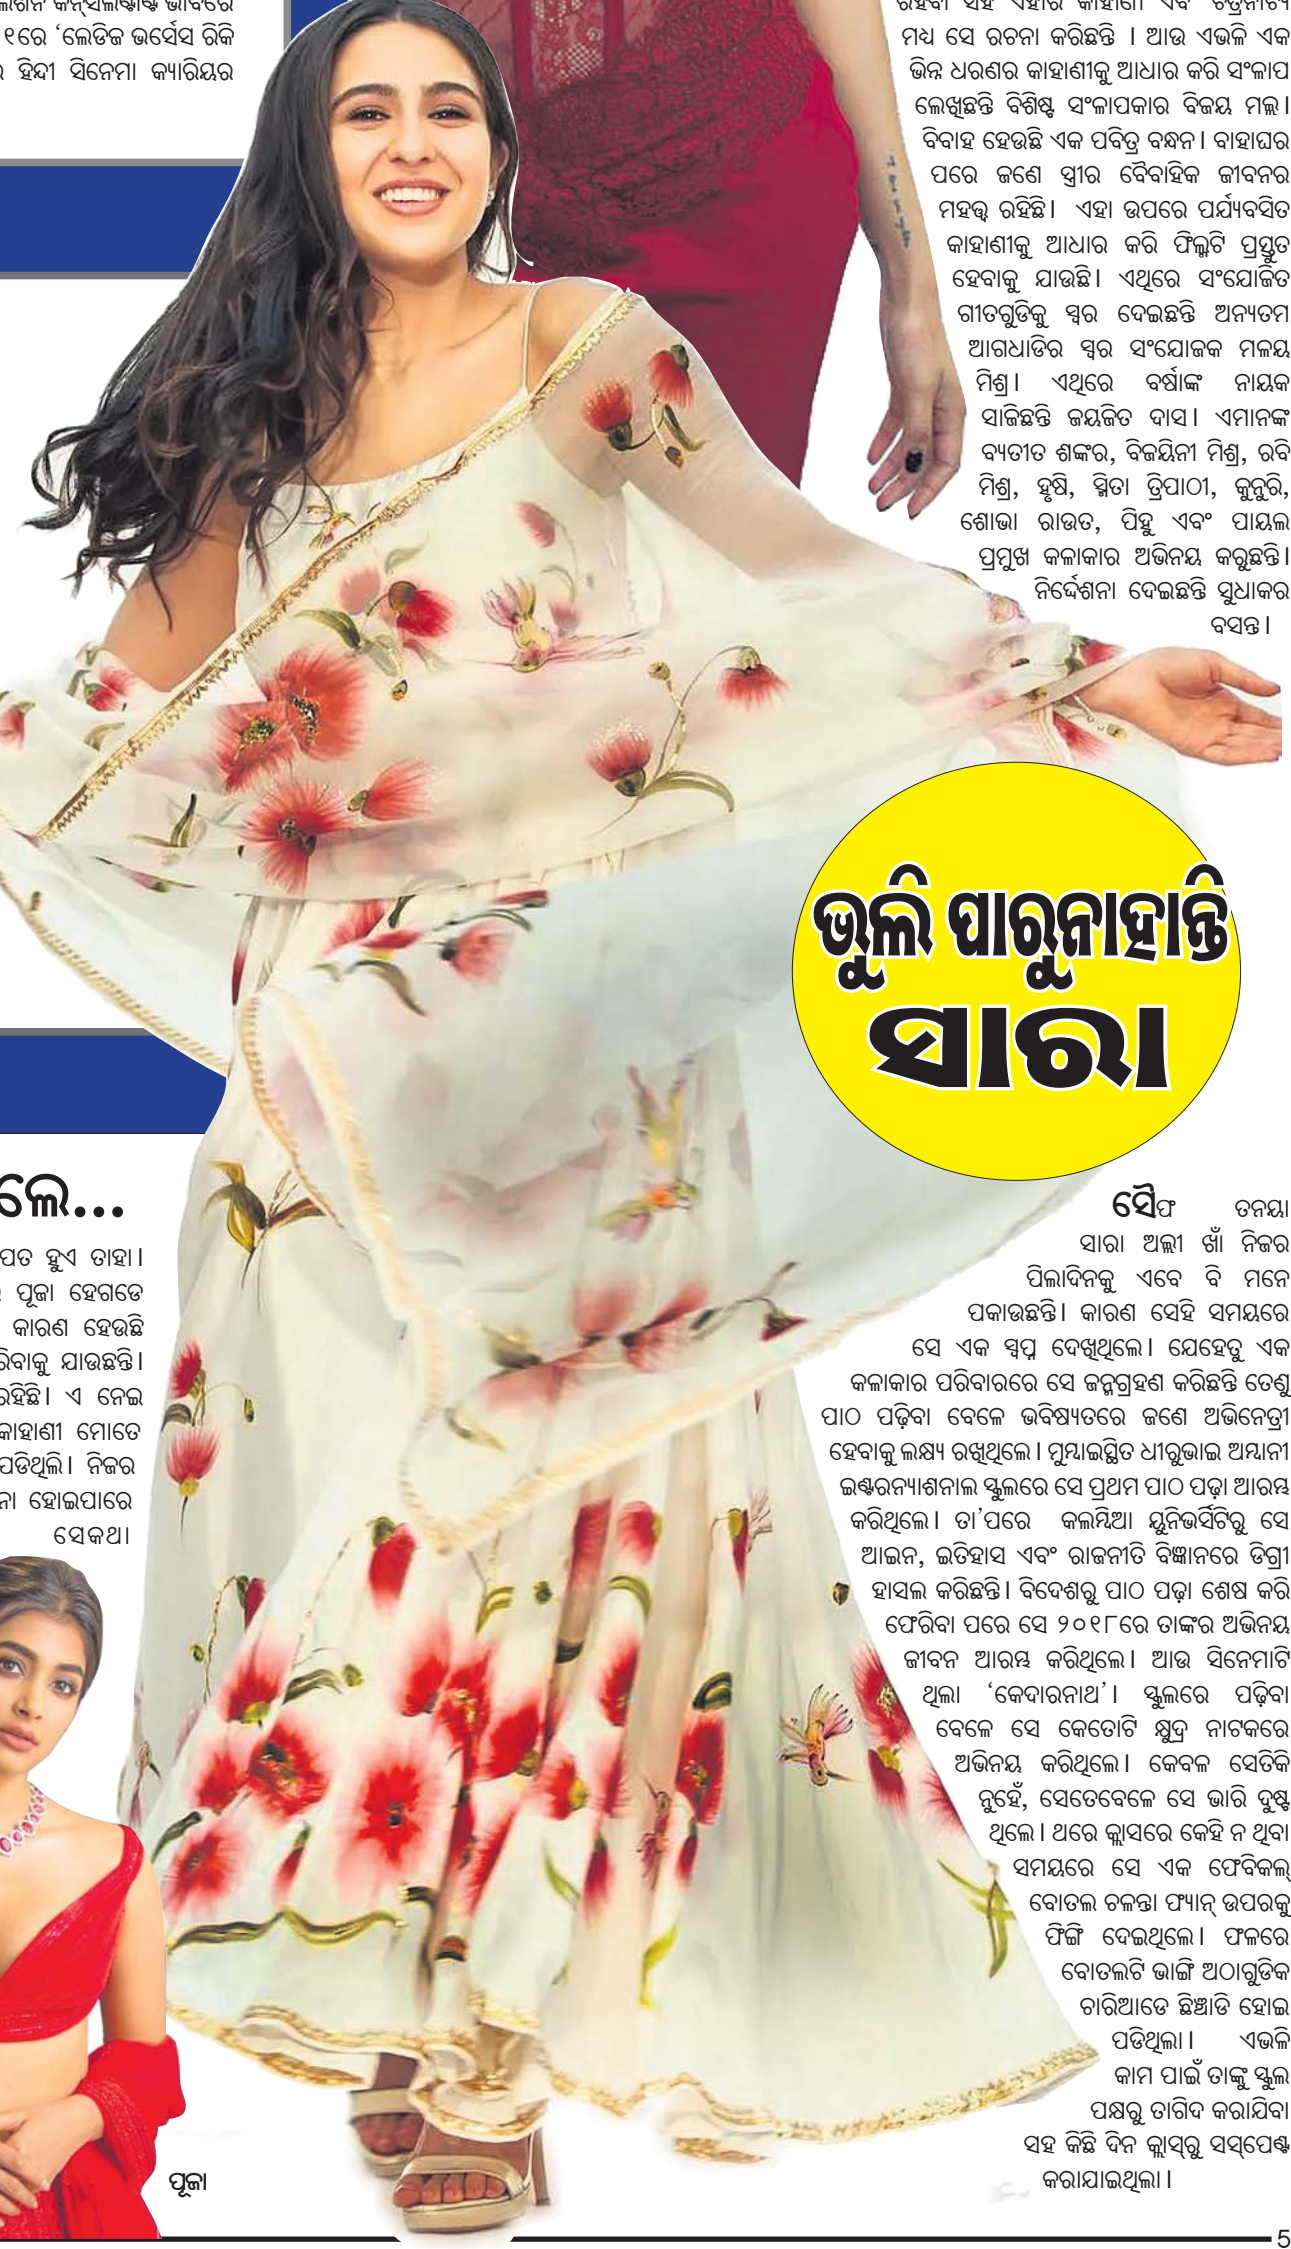 ୧ରେ ‘ଲେଡିଜ ଭର୍ସେସ ରିକି
ହିନ୍ଦୀ ସିନେମା କ୍ୟାରିୟର
ମଧ୍ୟ ସେ ରଚନା କରିଛନ୍ତି । ଆଉ ଏଭଳି ଏକ
ଭିନ୍ନ ଧରଣର କାହାଣୀକୁ ଆଧାର କରି ସଂଳାପ
ଲେଖିଛନ୍ତି ବିଶିଷ୍ଟ ସଂଳାପକାର ବିଜୟ ମଲ୍ଲ।
ବିବାହ ହେଉଛି ଏକ ପବିତ୍ର ବନ୍ଧନ। ବାହାଘର
ପରେ ଜଣେ ସ୍ତ୍ରୀର ବୈବାହିକ ଜୀବନର
ମହତ୍ତ୍ୱ ରହିଛି। ଏହା ଉପରେ ପର୍ଯ୍ୟବସିତ
କାହାଣୀକୁ ଆଧାର କରି ଫିଲ୍ମଟି ପ୍ରସ୍ତୁତ
ହେବାକୁ ଯାଉଛି। ଏଥିରେ ସଂଯୋଜିତ
ଗୀତଗୁଡିକୁ ସ୍ୱର ଦେଇଛନ୍ତି ଅନ୍ୟତମ
ଆଗଧାଡିର ସ୍ୱର ସଂଯୋଜକ ମଳୟ
ମିଶ୍ର। ଏଥିରେ ବର୍ଷାଙ୍କ ନାୟକ
ସାଜିଛନ୍ତି ଜୟଜିତ ଦାସ। ଏମାନଙ୍କ
ବ୍ୟତୀତ ଶଙ୍କର, ବିଜୟିନୀ ମିଶ୍ର, ରବି
ମିଶ୍ର, ହୃଷି, ସ୍ମିତା ତ୍ରିପାଠୀ, କୁନୁରି,
ଶୋଭା ରାଉତ, ପିହୁ ଏବଂ ପାୟଲ
ପ୍ରମୁଖ କଳାକାର ଅଭିନୟ କରୁଛନ୍ତି।
ନିର୍ଦ୍ଦେଶନା ଦେଇଛନ୍ତି ସୁଧାକର
ବସନ୍ତ।
ଲେ...
ପତ ହୁଏ ତାହା।
ପୂଜା ହେଗଡେ
କାରଣ ହେଉଛି
ରିବାକୁ ଯାଉଛନ୍ତି।
ରହିଛି। ଏ ନେଇ
କାହାଣୀ ମୋତେ
ପଡିଥିଲି। ନିଜର
ନା ହୋଇପାରେ
ସେକଥା
ପୂଜା
ଭୁଲି ପାରୁନାହାନ୍ତି
ସାରା
ସୈଫ ତନୟା
ସାରା ଅଲ୍ଲୀ ଖାଁ ନିଜର
ପିଲାଦିନକୁ ଏବେ ବି ମନେ
ପକାଉଛନ୍ତି। କାରଣ ସେହି ସମୟରେ
ସେ ଏକ ସ୍ୱପ୍ନ ଦେଖିଥିଲେ। ଯେହେତୁ ଏକ
କଳାକାର ପରିବାରରେ ସେ ଜନ୍ମଗ୍ରହଣ କରିଛନ୍ତି ତେଣୁ
ପାଠ ପଢ଼ିବା ବେଳେ ଭବିଷ୍ୟତରେ ଜଣେ ଅଭିନେତ୍ରୀ
ହେବାକୁ ଲକ୍ଷ୍ୟ ରଖିଥିଲେ। ମୁମ୍ବାଇସ୍ଥିତ ଧୀରୁଭାଇ ଅମ୍ବାନୀ
ଇଣ୍ଟରନ୍ୟାଶନାଲ ସ୍କୁଲରେ ସେ ପ୍ରଥମ ପାଠ ପଢ଼ା ଆରମ୍ଭ
କରିଥିଲେ। ତା’ପରେ କଲମ୍ବିଆ ୟୁନିଭର୍ସିଟିରୁ ସେ
ଆଇନ, ଇତିହାସ ଏବଂ ରାଜନୀତି ବିଜ୍ଞାନରେ ଡିଗ୍ରୀ
ହାସଲ କରିଛନ୍ତି। ବିଦେଶରୁ ପାଠ ପଢ଼ା ଶେଷ କରି
ଫେରିବା ପରେ ସେ ୨୦୧୮ରେ ତାଙ୍କର ଅଭିନୟ
ଜୀବନ ଆରମ୍ଭ କରିଥିଲେ। ଆଉ ସିନେମାଟି
ଥିଲା ‘କେଦାରନାଥ’। ସ୍କୁଲରେ ପଢ଼ିବା
ବେଳେ ସେ କେତୋଟି କ୍ଷୁଦ୍ର ନାଟକରେ
ଅଭିନୟ କରିଥିଲେ। କେବଳ ସେତିକି
ନୁହେଁ, ସେତେବେଳେ ସେ ଭାରି ଦୁଷ୍ଟ
ଥିଲେ। ଥରେ କ୍ଲାସରେ କେହି ନ ଥିବା
ସମୟରେ ସେ ଏକ ଫେବିକଲ୍
ବୋତଲ ଚଳନ୍ତା ଫ୍ୟାନ୍ ଉପରକୁ
ଫିଙ୍ଗି ଦେଇଥିଲେ। ଫଳରେ
ବୋତଲଟି ଭାଙ୍ଗି ଅଠାଗୁଡିକ
ଚାରିଆଡେ ଛିଞ୍ଚାଡି ହୋଇ
ପଡିଥିଲା। ଏଭଳି
କାମ ପାଇଁ ତାଙ୍କୁ ସ୍କୁଲ
ପକ୍ଷରୁ ତାଗିଦ କରାଯିବା
ସହ କିଛି ଦିନ କ୍ଲାସ୍‌ରୁ ସସ୍‌ପେଣ୍ଡ
କରାଯାଇଥିଲା।
5